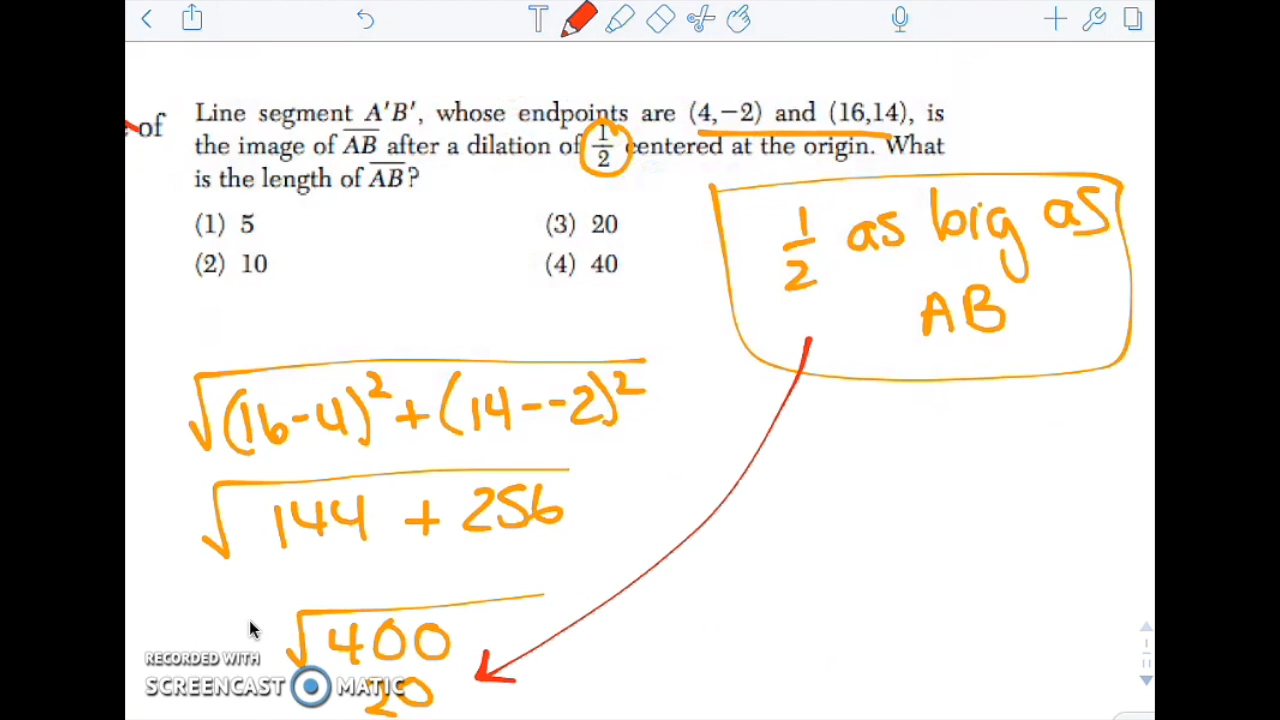 T
of
Line segment A′B′, whose endpoints are (4,−2) and (16,14), is
the image of A̅B̅ after a dilation of 1/2 centered at the origin. What
is the length of A̅B̅?
(1) 5
(3) 20
(2) 10
(4) 40
1/2 as big as
AB
√(16-4)² + (14--2)²
√144 + 256
√400
20
RECORDED WITH
SCREENCAST MATIC